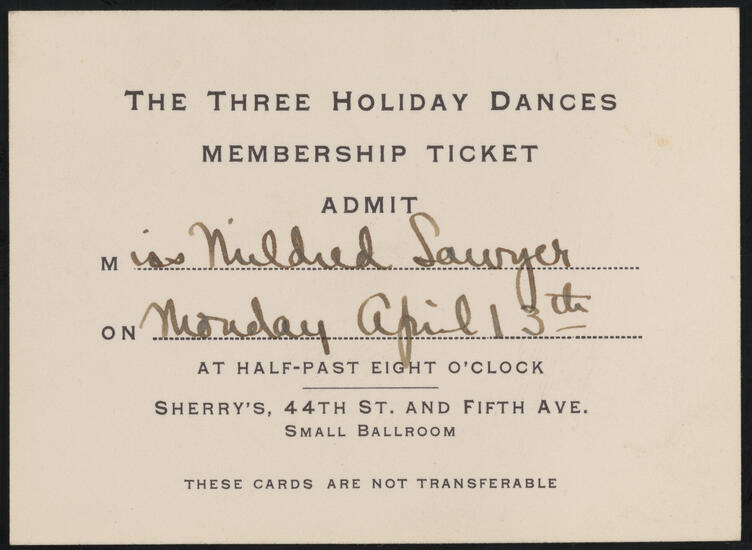 THE THREE HOLIDAY DANCES
MEMBERSHIP TICKET
ADMIT
Miss Mildred Sawyer
ON Monday April 13th
AT HALF-PAST EIGHT O'CLOCK
SHERRY'S, 44TH ST. AND FIFTH AVE.
SMALL BALLROOM
THESE CARDS ARE NOT TRANSFERABLE